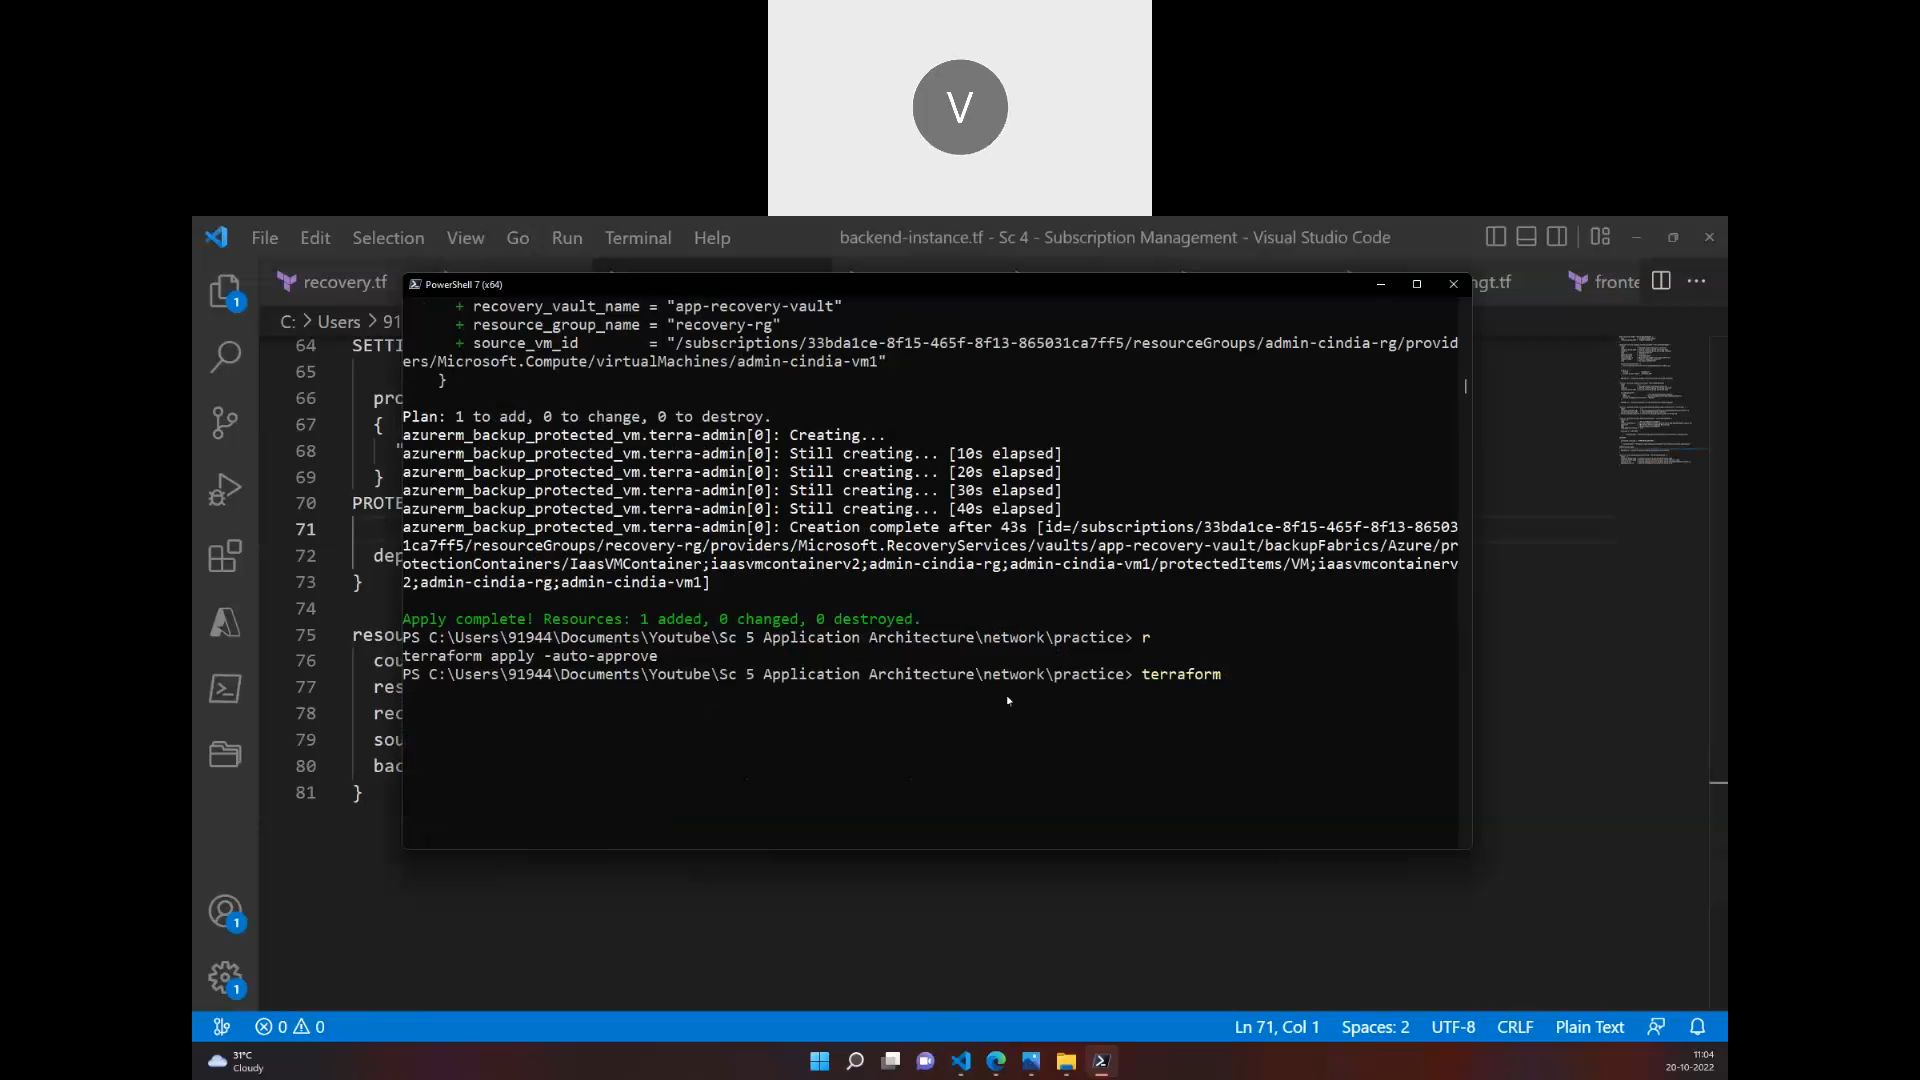 V
File Edit Selection View Go Run Terminal Help
backend-instance.tf - Sc 4 - Subscription Management - Visual Studio Code
recovery.tf
ngt.tf
fronte
C: > Users > 91
PowerShell 7 (x64)
+ recovery_vault_name = "app-recovery-vault"
+ resource_group_name = "recovery-rg"
+ source_vm_id = "/subscriptions/33bda1ce-8f15-465f-8f13-865031ca7ff5/resourceGroups/admin-cindia-rg/provid
ers/Microsoft.Compute/virtualMachines/admin-cindia-vm1"
}
Plan: 1 to add, 0 to change, 0 to destroy.
azurerm_backup_protected_vm.terra-admin[0]: Creating...
azurerm_backup_protected_vm.terra-admin[0]: Still creating... [10s elapsed]
azurerm_backup_protected_vm.terra-admin[0]: Still creating... [20s elapsed]
azurerm_backup_protected_vm.terra-admin[0]: Still creating... [30s elapsed]
azurerm_backup_protected_vm.terra-admin[0]: Still creating... [40s elapsed]
azurerm_backup_protected_vm.terra-admin[0]: Creation complete after 43s [id=/subscriptions/33bda1ce-8f15-465f-8f13-86503
1ca7ff5/resourceGroups/recovery-rg/providers/Microsoft.RecoveryServices/vaults/app-recovery-vault/backupFabrics/Azure/pr
otectionContainers/IaasVMContainer;iaasvmcontainerv2;admin-cindia-rg;admin-cindia-vm1/protectedItems/VM;iaasvmcontainerv
2;admin-cindia-rg;admin-cindia-vm1]
Apply complete! Resources: 1 added, 0 changed, 0 destroyed.
PS C:\Users\91944\Documents\Youtube\Sc 5 Application Architecture\network\practice> r
terraform apply -auto-approve
PS C:\Users\91944\Documents\Youtube\Sc 5 Application Architecture\network\practice> terraform
64 SETTI
65
66 pro
67 {
68 "
69 }
70 PROTE
71
72 dep
73 }
74
75 resou
76 cou
77 res
78 rec
79 sou
80 bac
81 }
1
1
1
0 0
Ln 71, Col 1 Spaces: 2 UTF-8 CRLF Plain Text
31°C
Cloudy
11:04
20-10-2022